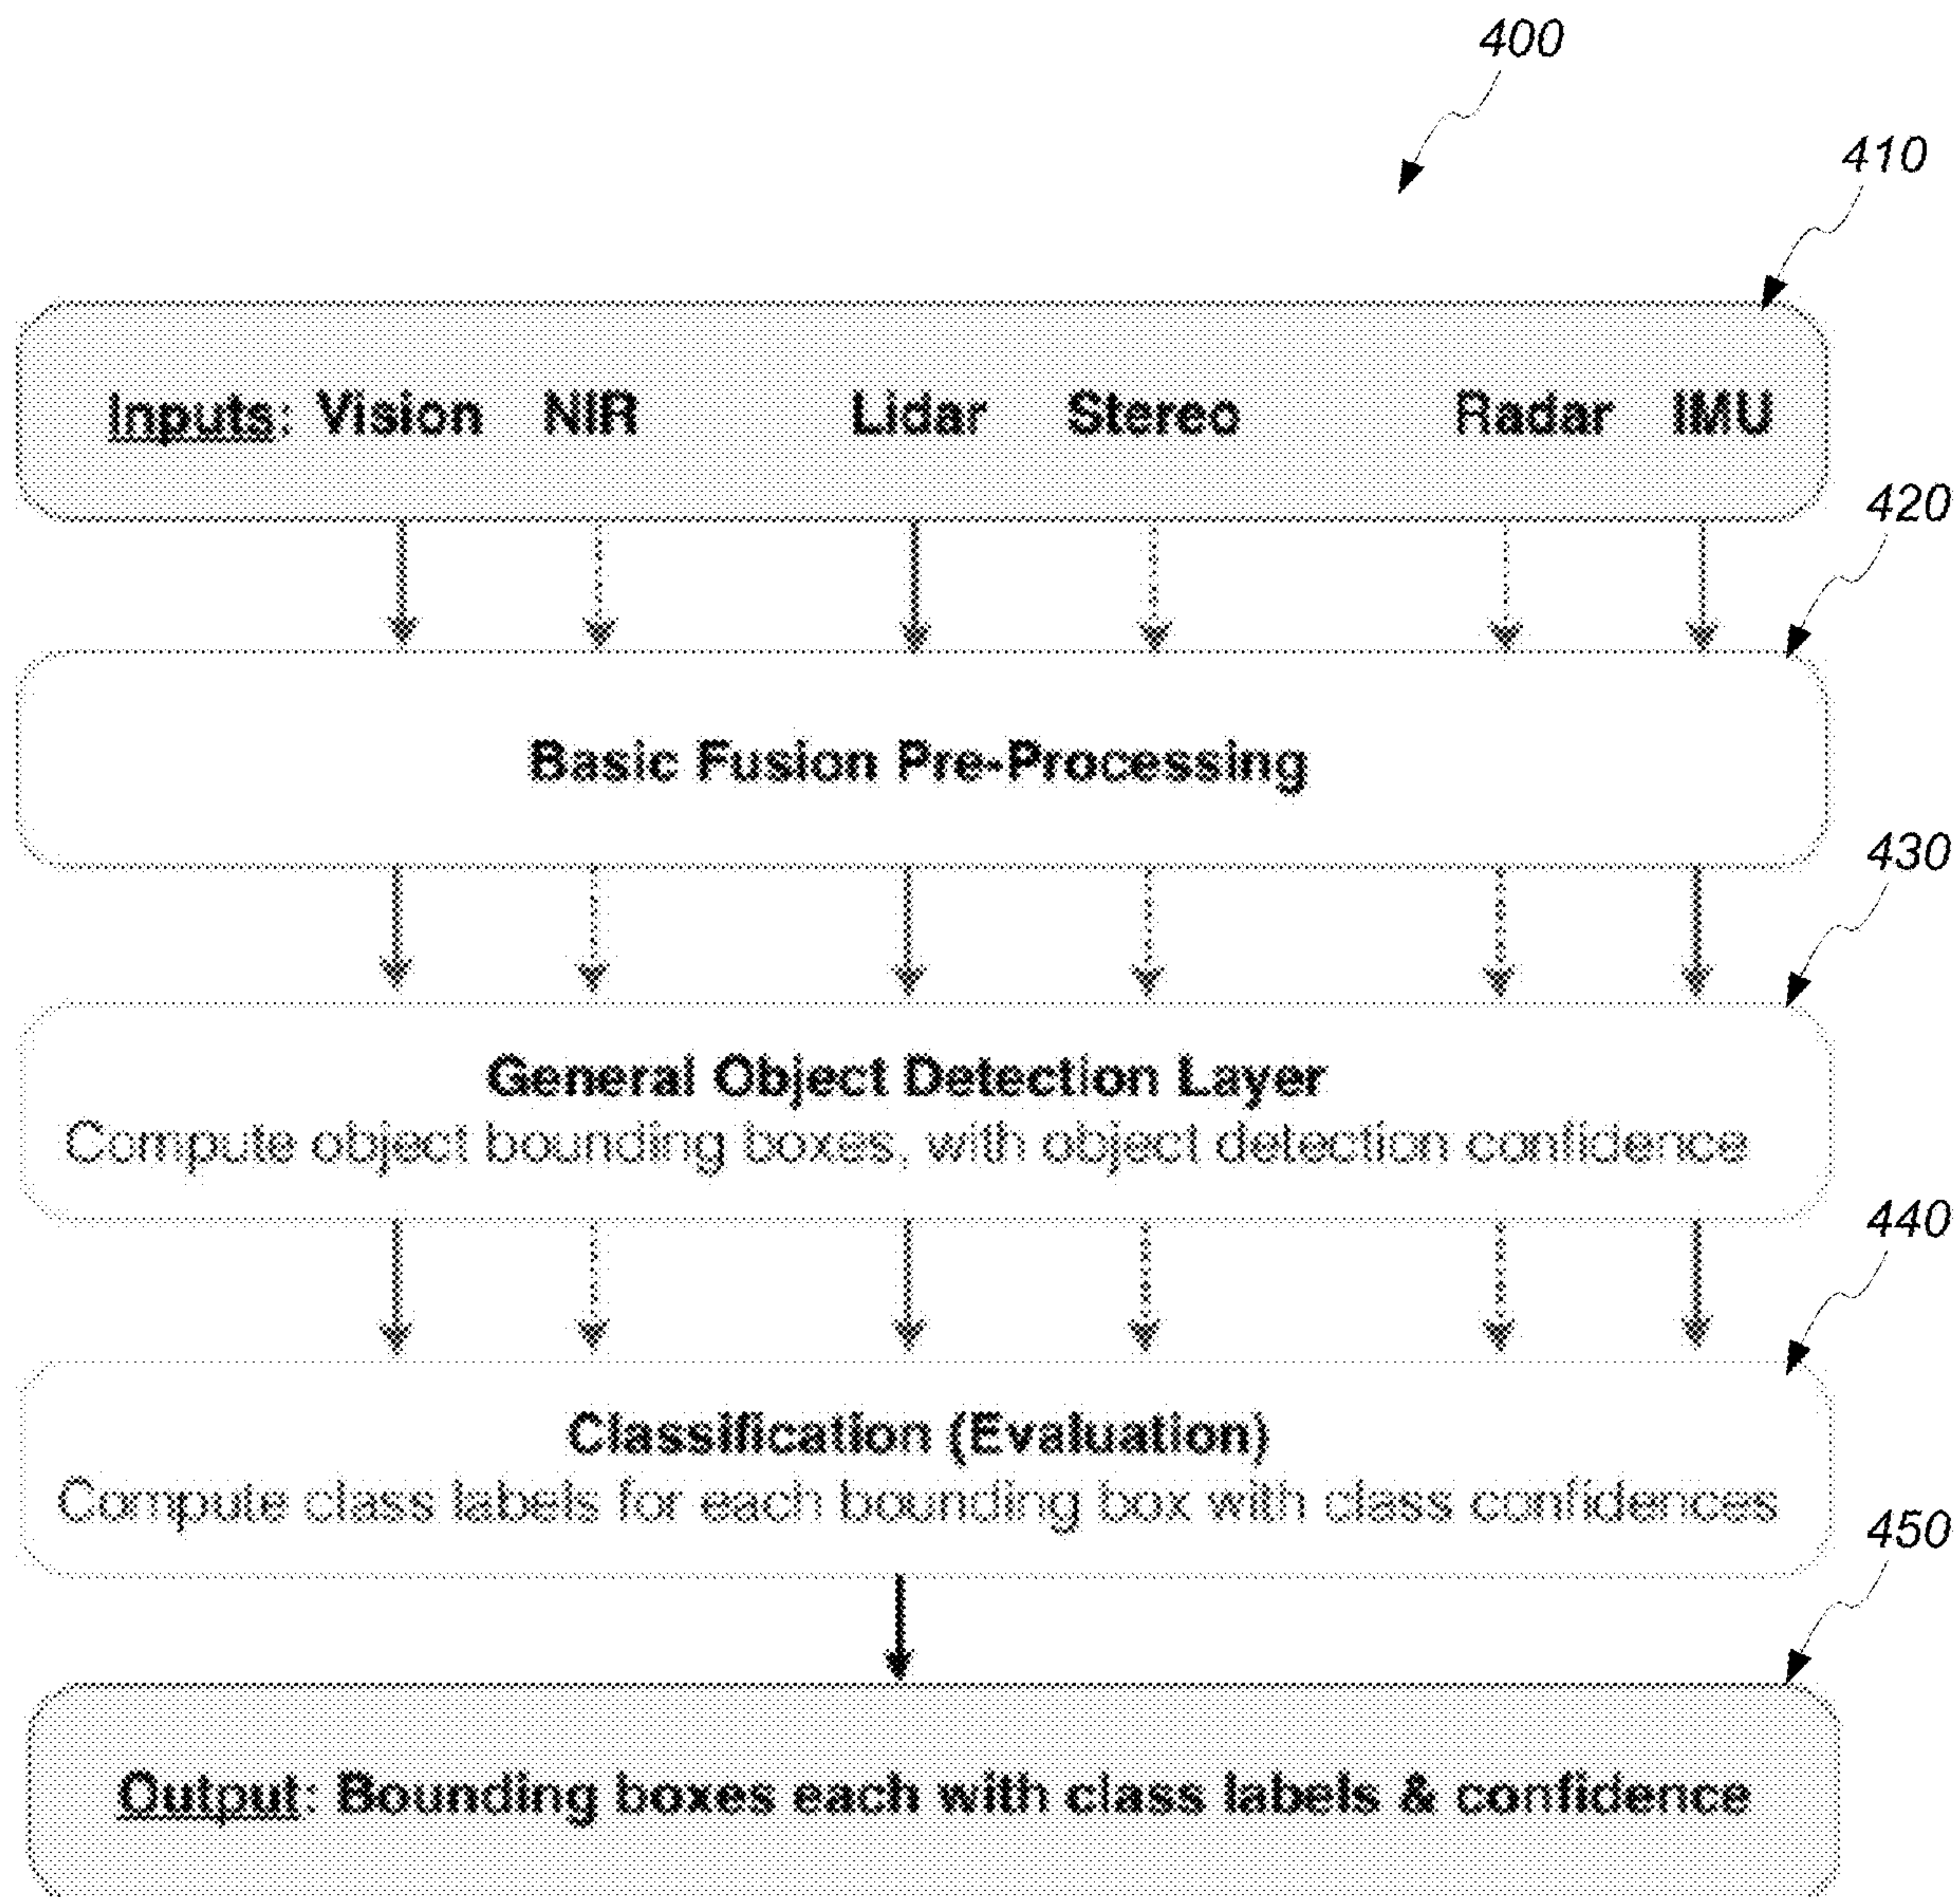 400
410
Inputs: Vision NIR Lidar Stereo Radar IMU
420
Basic Fusion Pre-Processing
430
General Object Detection Layer
Compute object bounding boxes, with object detection confidence
440
Classification (Evaluation)
Compute class labels for each bounding box with class confidences
450
Output: Bounding boxes each with class labels & confidence